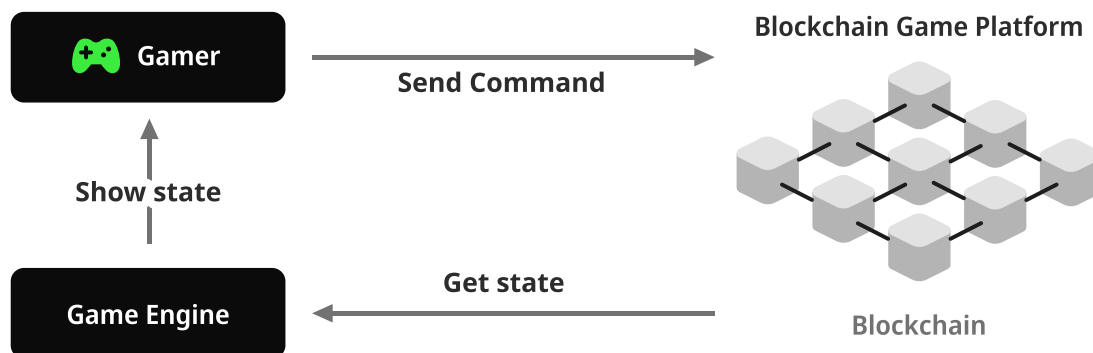 Gamer
Send Command
Blockchain Game Platform
Show state
Get state
Game Engine
Blockchain